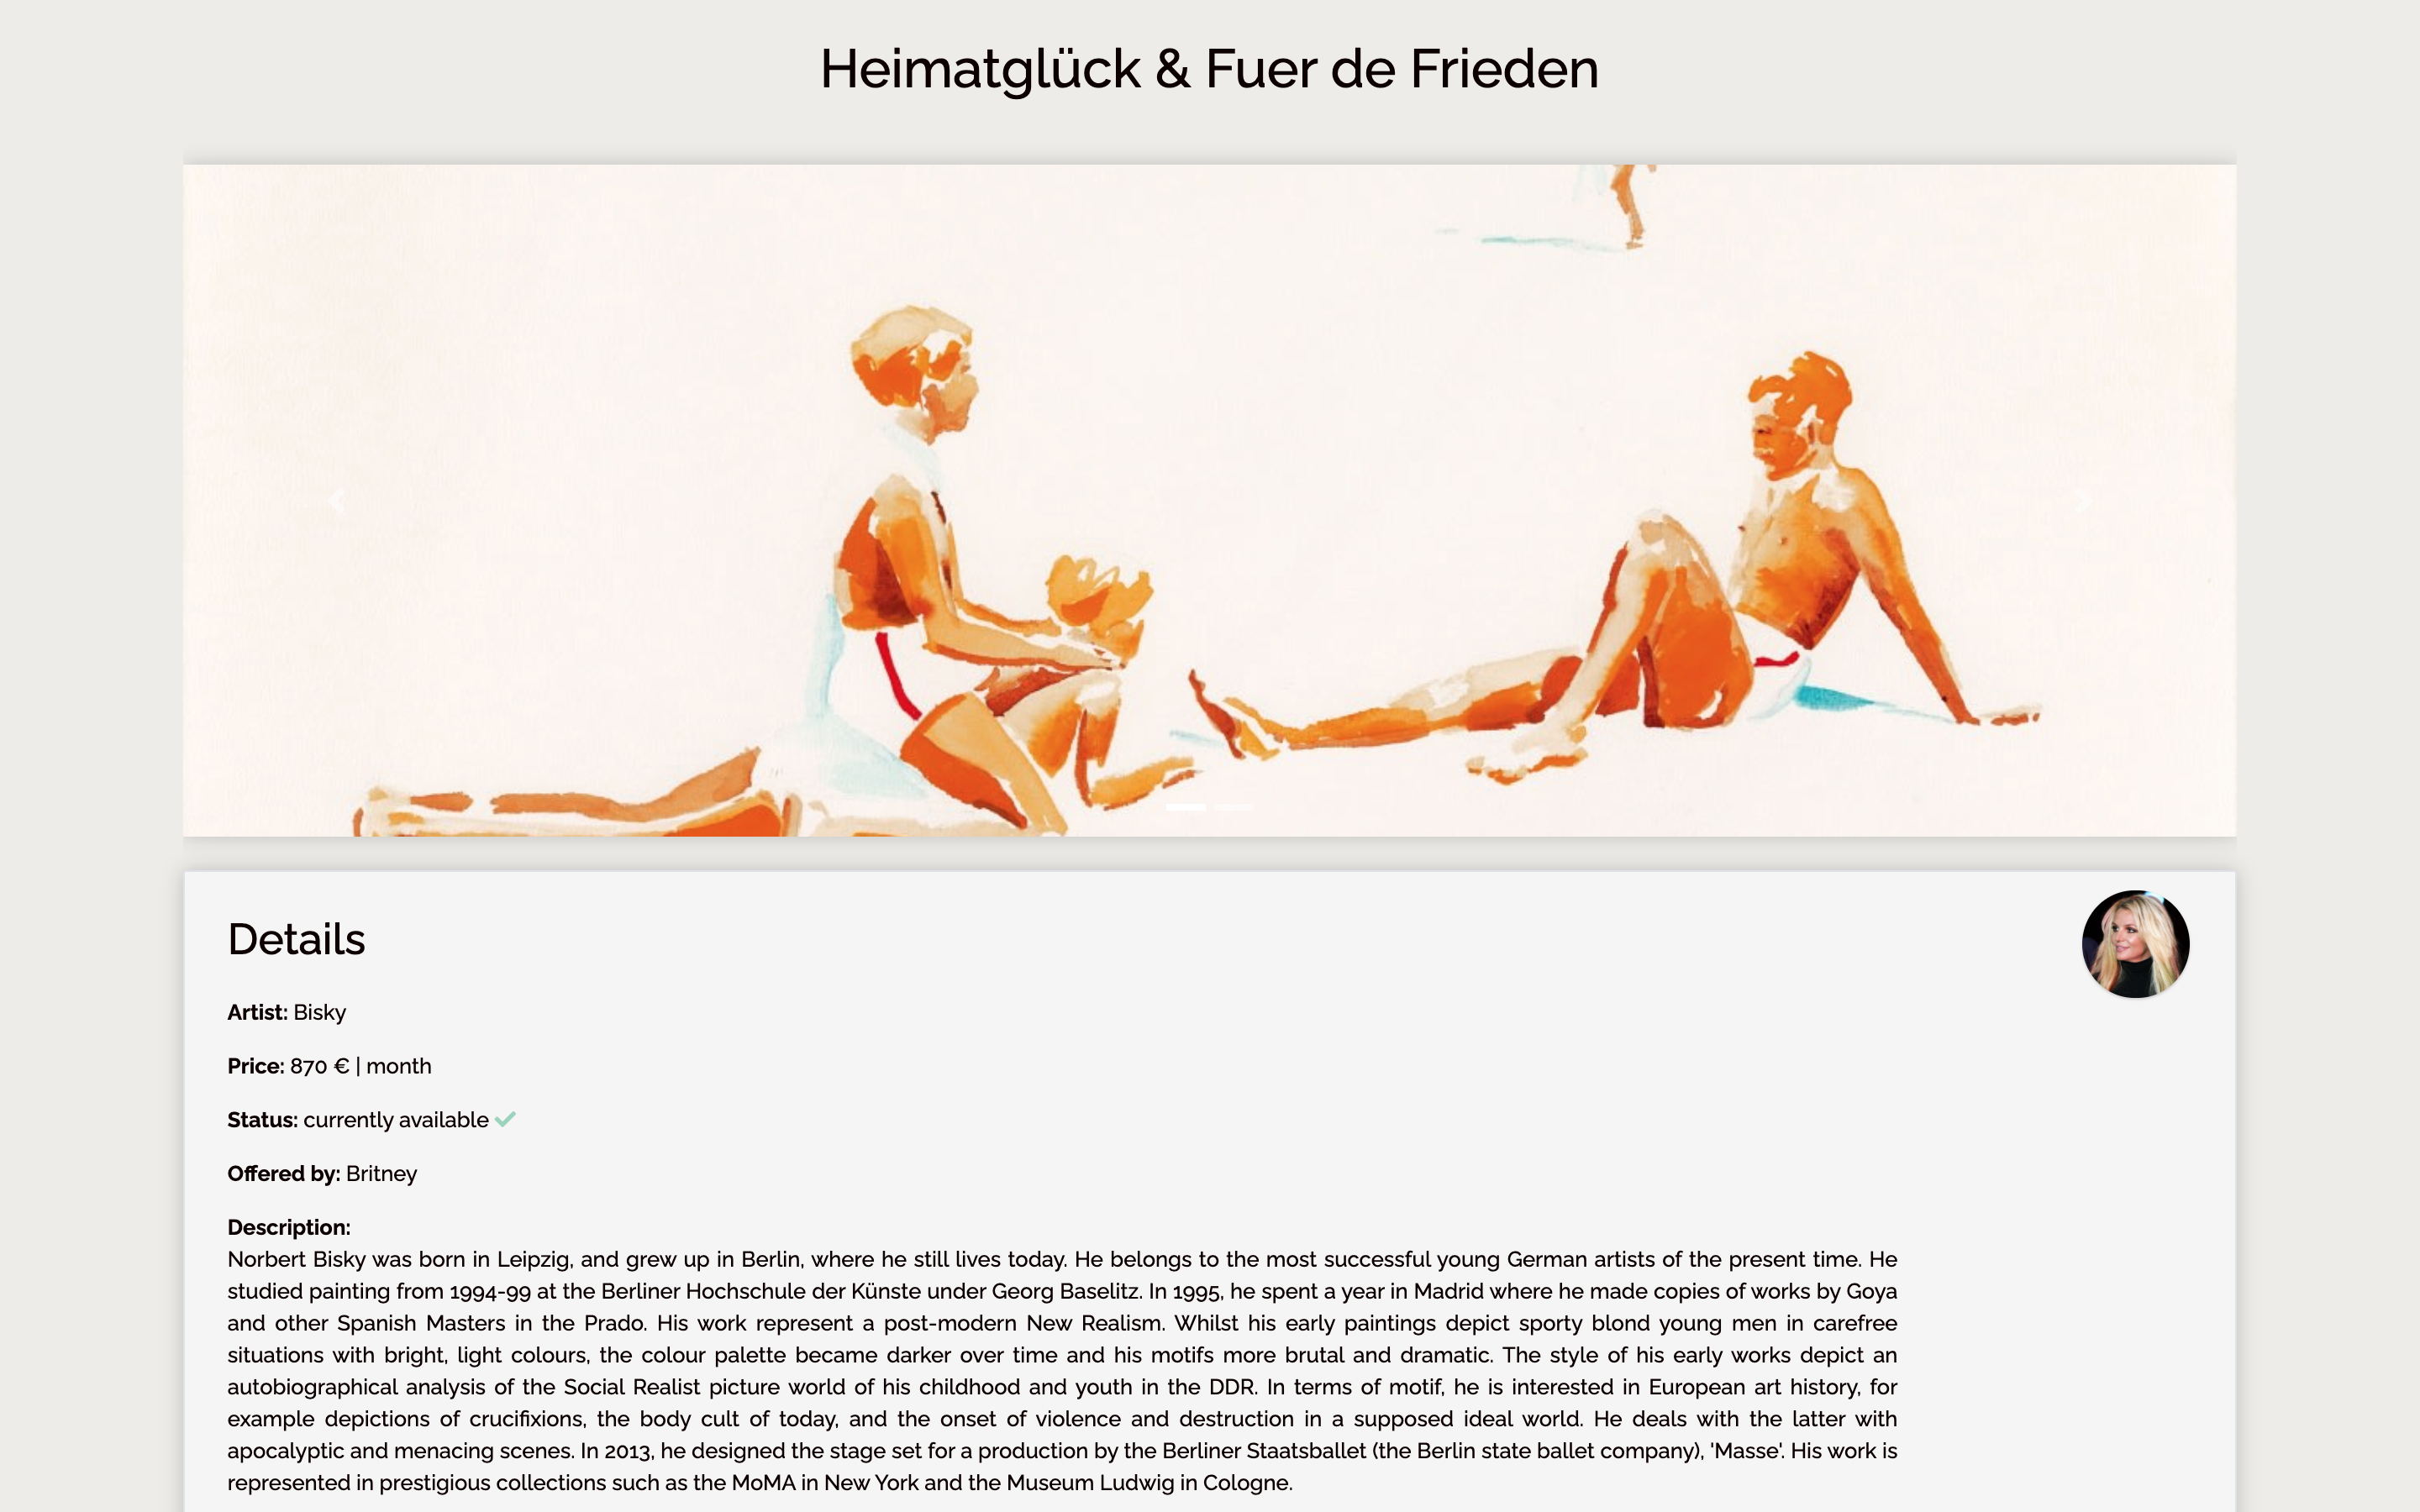 Heimatglück & Fuer de Frieden
Details
Artist: Bisky
Price: 870 € | month
Status: currently available
Offered by: Britney
Description:
Norbert Bisky was born in Leipzig, and grew up in Berlin, where he still lives today. He belongs to the most successful young German artists of the present time. He
studied painting from 1994-99 at the Berliner Hochschule der Künste under Georg Baselitz. In 1995, he spent a year in Madrid where he made copies of works by Goya
and other Spanish Masters in the Prado. His work represent a post-modern New Realism. Whilst his early paintings depict sporty blond young men in carefree
situations with bright, light colours, the colour palette became darker over time and his motifs more brutal and dramatic. The style of his early works depict an
autobiographical analysis of the Social Realist picture world of his childhood and youth in the DDR. In terms of motif, he is interested in European art history, for
example depictions of crucifixions, the body cult of today, and the onset of violence and destruction in a supposed ideal world. He deals with the latter with
apocalyptic and menacing scenes. In 2013, he designed the stage set for a production by the Berliner Staatsballet (the Berlin state ballet company), 'Masse'. His work is
represented in prestigious collections such as the MoMA in New York and the Museum Ludwig in Cologne.